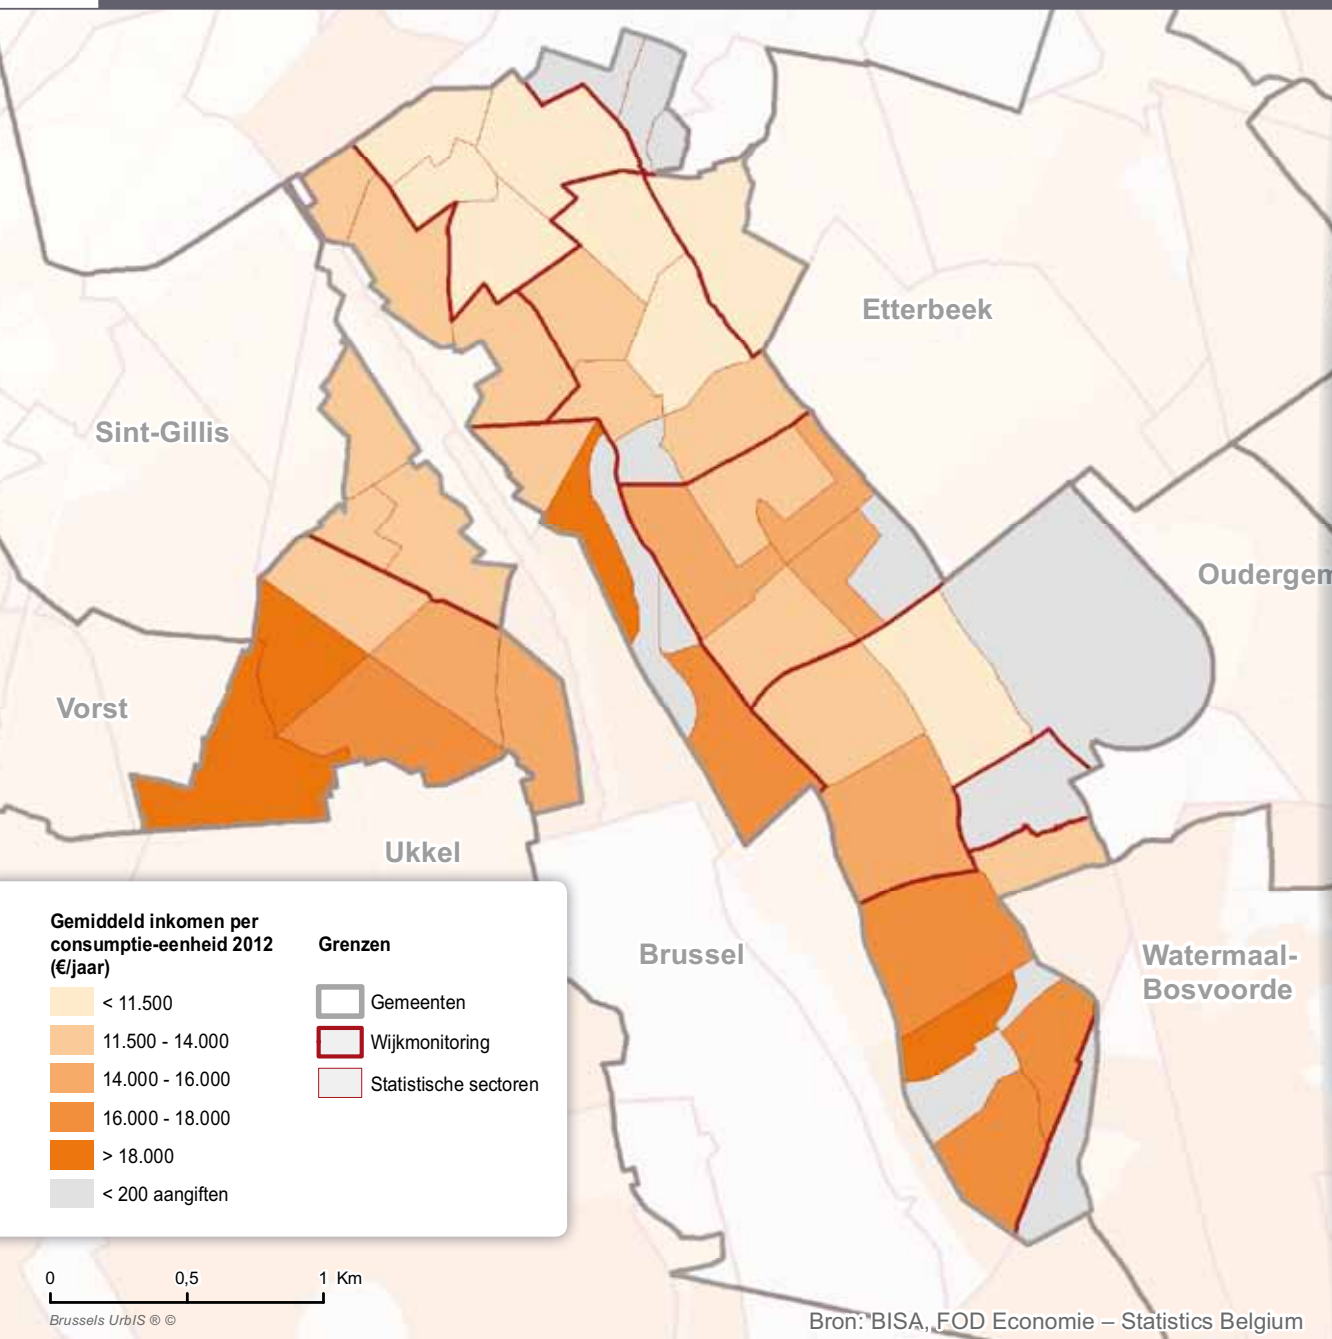 Etterbeek
Sint-Gillis
Oudergem
Vorst
Ukkel
Brussel
Watermaal-
Bosvoorde
Gemiddeld inkomen per
consumptie-eenheid 2012
(€/jaar)
< 11.500
11.500 - 14.000
14.000 - 16.000
16.000 - 18.000
> 18.000
< 200 aangiften
Grenzen
Gemeenten
Wijkmonitoring
Statistische sectoren
0 0,5 1 Km
Brussels UrbIS ® ©
Bron: BISA, FOD Economie – Statistics Belgium